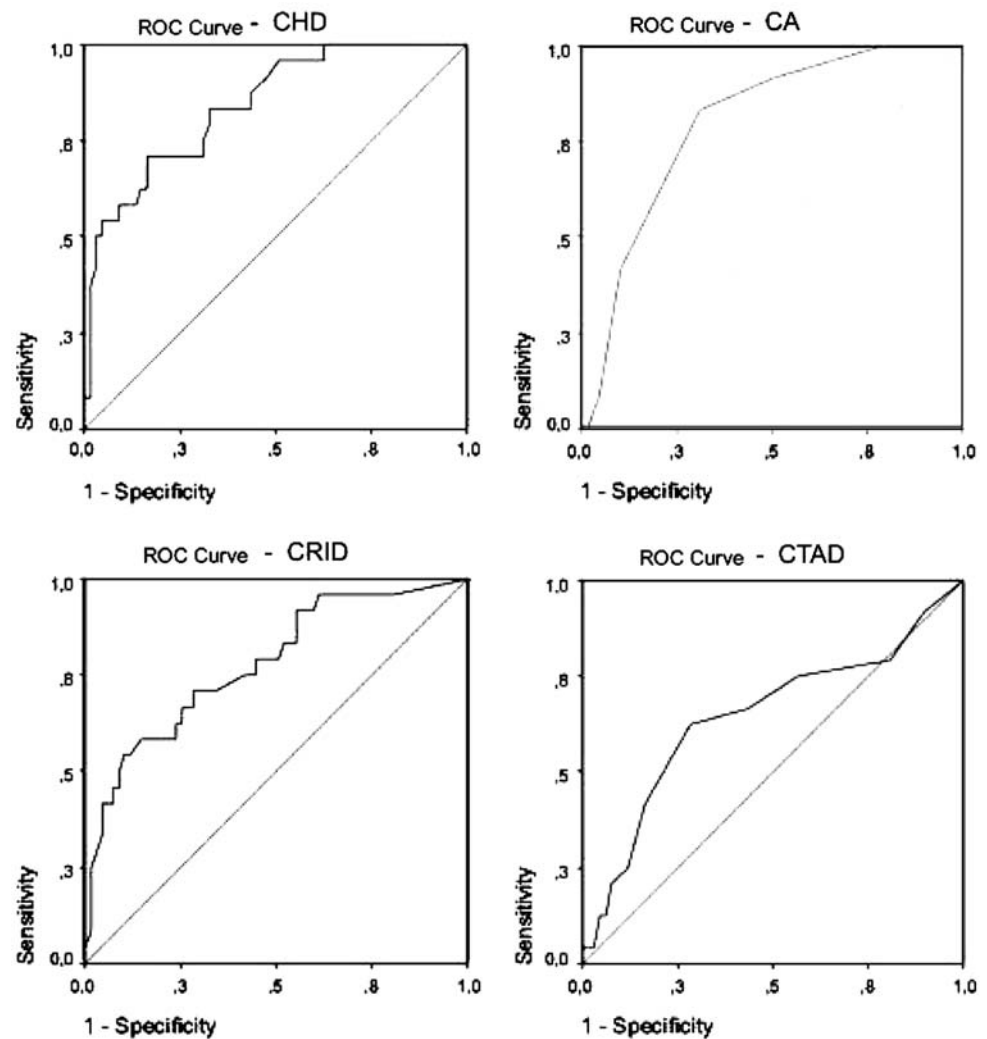 ROC Curve - CHD
1,0
,8
,5
,3
0,0
Sensitivity
0,0 ,3 ,5 ,8 1,0
1 - Specificity
ROC Curve - CA
1,0
,8
,5
,3
0,0
Sensitivity
0,0 ,3 ,5 ,8 1,0
1 - Specificity
ROC Curve - CRID
1,0
,8
,5
,3
0,0
Sensitivity
0,0 ,3 ,5 ,8 1,0
1 - Specificity
ROC Curve - CTAD
1,0
,8
,5
,3
0,0
Sensitivity
0,0 ,3 ,5 ,8 1,0
1 - Specificity